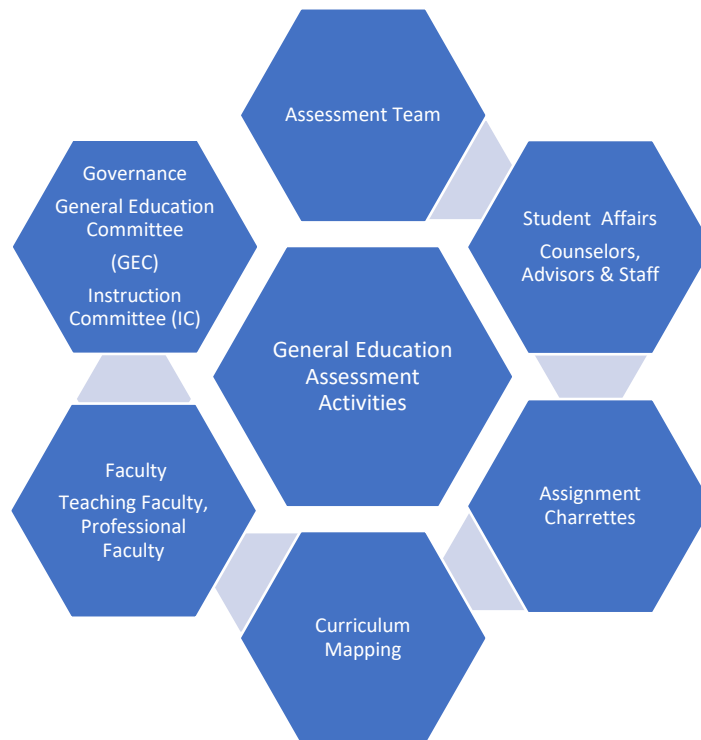 Assessment Team
Governance
General Education
Committee
(GEC)
Instruction
Committee (IC)
Student Affairs
Counselors,
Advisors & Staff
General Education
Assessment
Activities
Faculty
Teaching Faculty,
Professional
Faculty
Assignment
Charrettes
Curriculum
Mapping